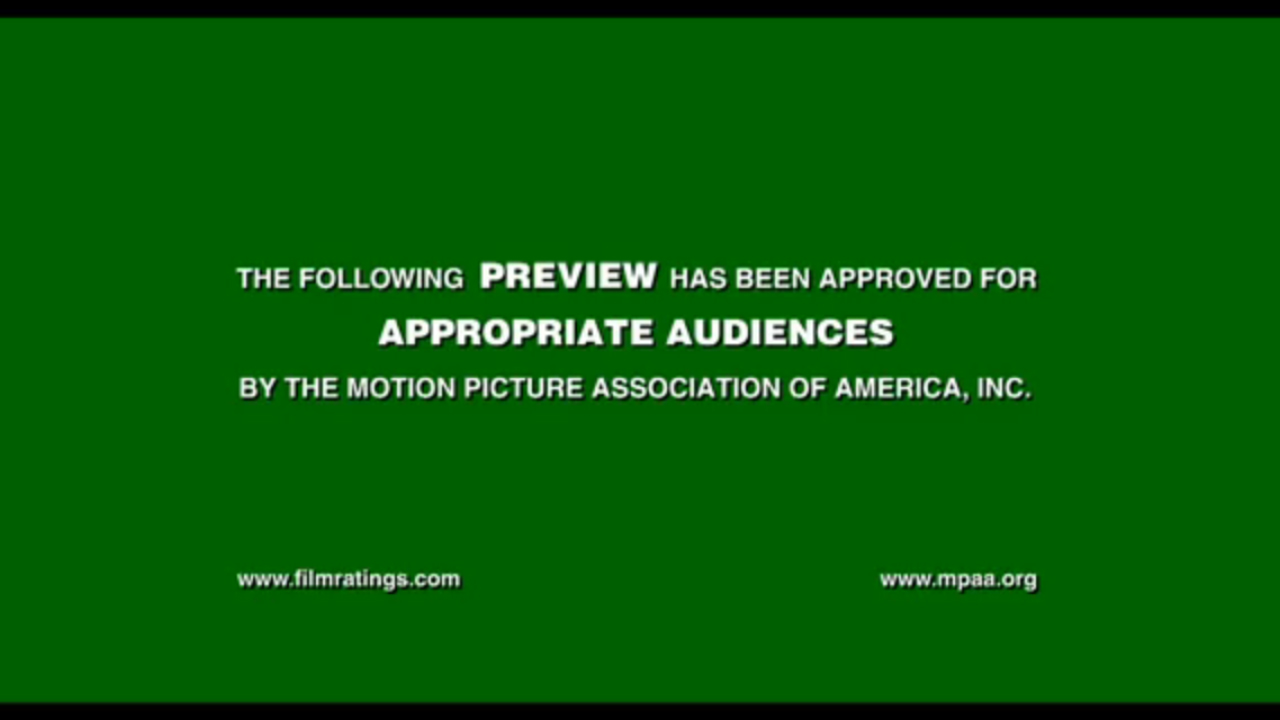 THE FOLLOWING PREVIEW HAS BEEN APPROVED FOR
APPROPRIATE AUDIENCES
BY THE MOTION PICTURE ASSOCIATION OF AMERICA, INC.
www.filmratings.com www.mpaa.org